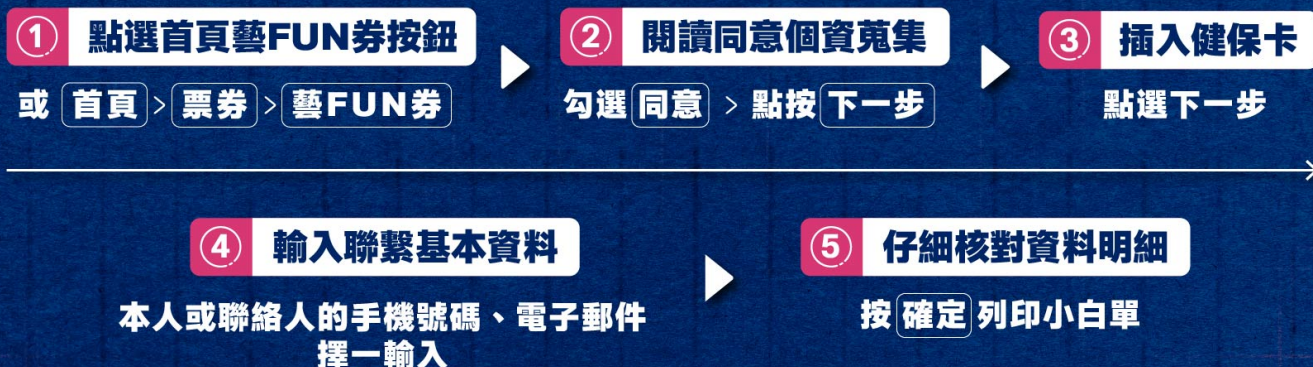 ① 點選首頁藝FUN券按鈕
或 首頁 > 票券 > 藝FUN券
② 閱讀同意個資蒐集
勾選 同意 > 點按 下一步
③ 插入健保卡
點選下一步
④ 輸入聯繫基本資料
本人或聯絡人的手機號碼、電子郵件
擇一輸入
⑤ 仔細核對資料明細
按 確定 列印小白單